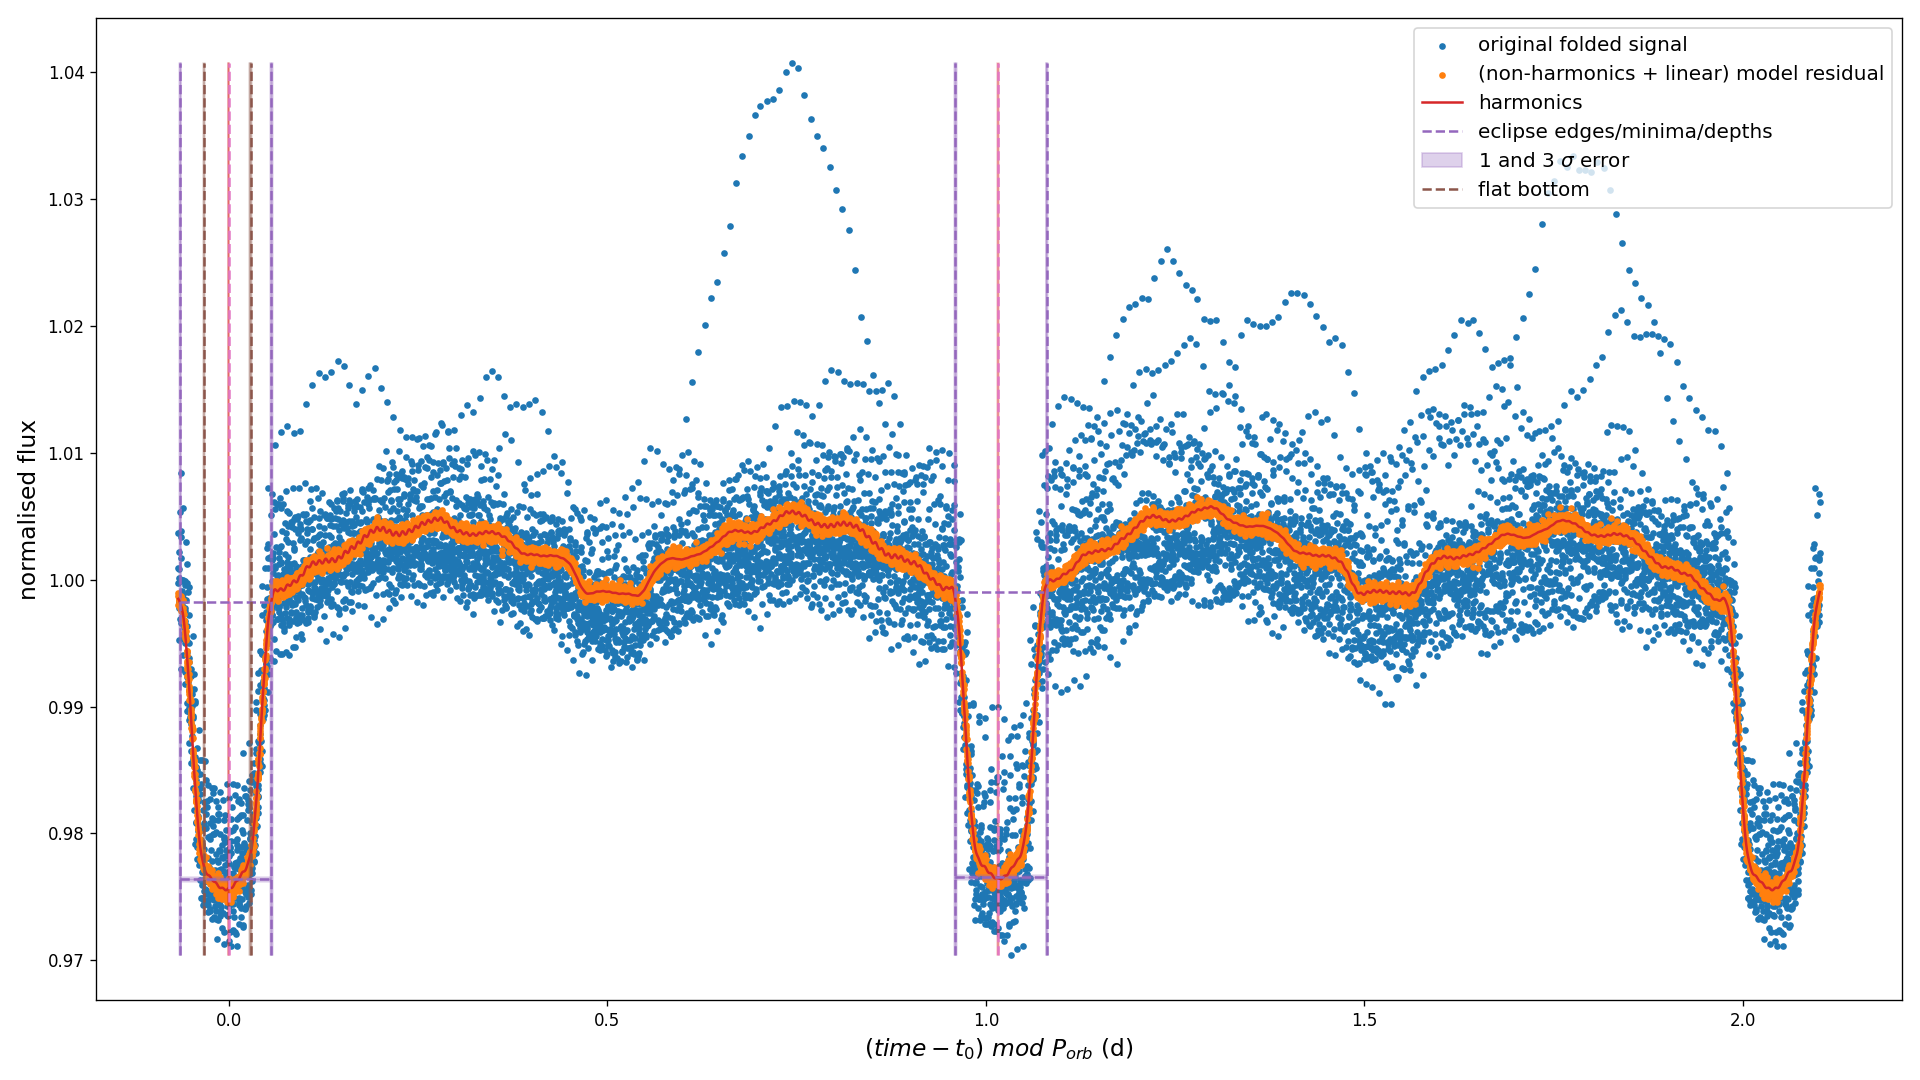 original folded signal
(non-harmonics + linear) model residual
harmonics
eclipse edges/minima/depths
1 and 3 σ error
flat bottom
1.04
1.03
1.02
1.01
1.00
0.99
0.98
0.97
normalised flux
0.0 0.5 1.0 1.5 2.0
(time − t₀) mod Pₒᵣb (d)